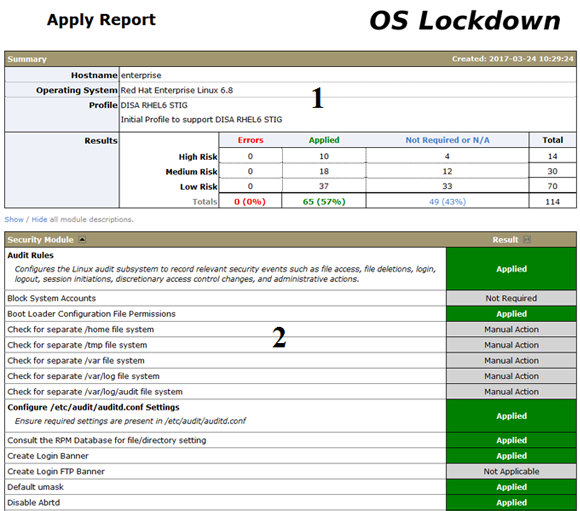 Apply Report
OS Lockdown
Summary Created: 2017-03-24 10:29:24
Hostname enterprise
Operating System Red Hat Enterprise Linux 6.8
Profile DISA RHEL6 STIG
Initial Profile to support DISA RHEL6 STIG
1
Results Errors Applied Not Required or N/A Total
High Risk 0 10 4 14
Medium Risk 0 18 12 30
Low Risk 0 37 33 70
Totals 0 (0%) 65 (57%) 49 (43%) 114
Show / Hide all module descriptions.
Security Module Result
Audit Rules
Configures the Linux audit subsystem to record relevant security events such as file access, file deletions, login,
logout, session initiations, discretionary access control changes, and administrative actions.
Applied
Block System Accounts Not Required
Boot Loader Configuration File Permissions Applied
Check for separate /home file system Manual Action
2
Check for separate /tmp file system Manual Action
Check for separate /var file system Manual Action
Check for separate /var/log file system Manual Action
Check for separate /var/log/audit file system Manual Action
Configure /etc/audit/auditd.conf Settings
Ensure required settings are present in /etc/audit/auditd.conf
Applied
Consult the RPM Database for file/directory setting Applied
Create Login Banner Applied
Create Login FTP Banner Not Applicable
Default umask Applied
Disable Abrtd Applied